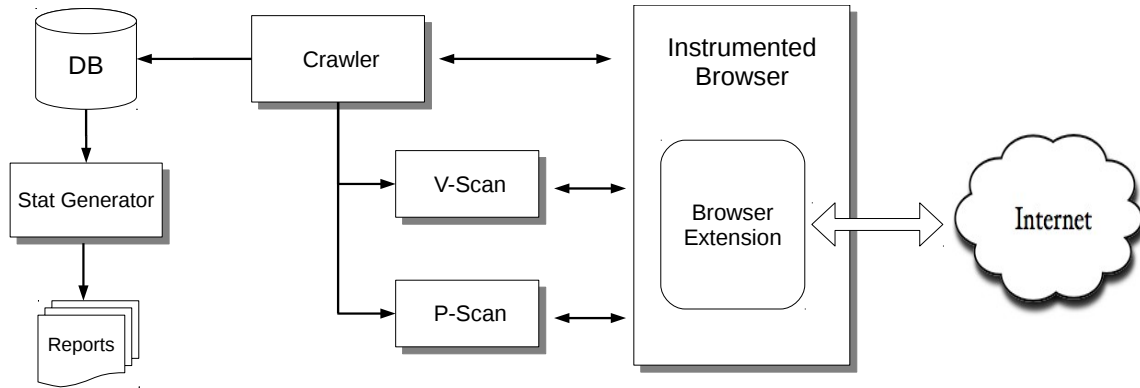 DB
Crawler
Instrumented
Browser
Stat Generator
V-Scan
Browser
Extension
Internet
P-Scan
Reports